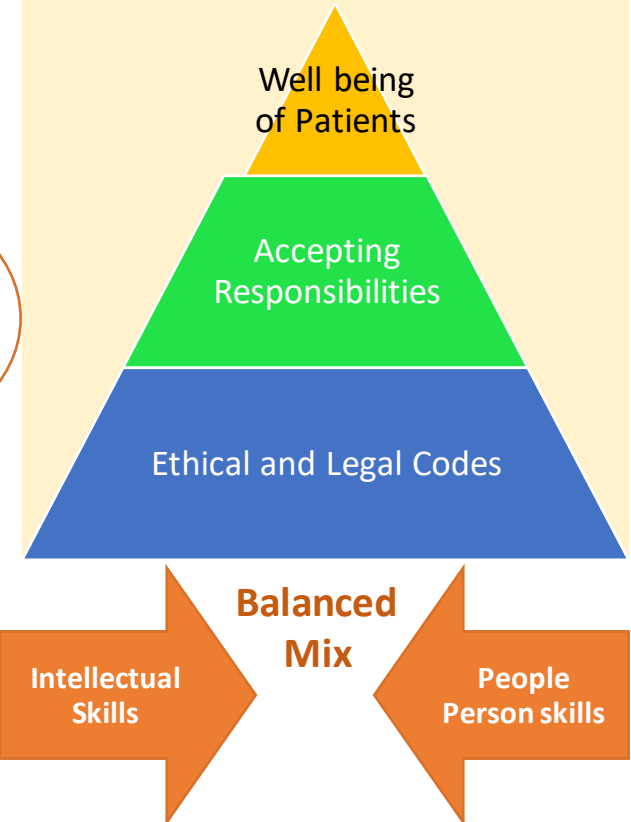 Well being
of Patients
Accepting
Responsibilities
Ethical and Legal Codes
Balanced
Mix
Intellectual
Skills
People
Person skills